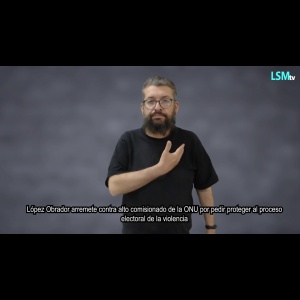 LSMtv
López Obrador arremete contra alto comisionado de la ONU por pedir proteger al proceso
electoral de la violencia